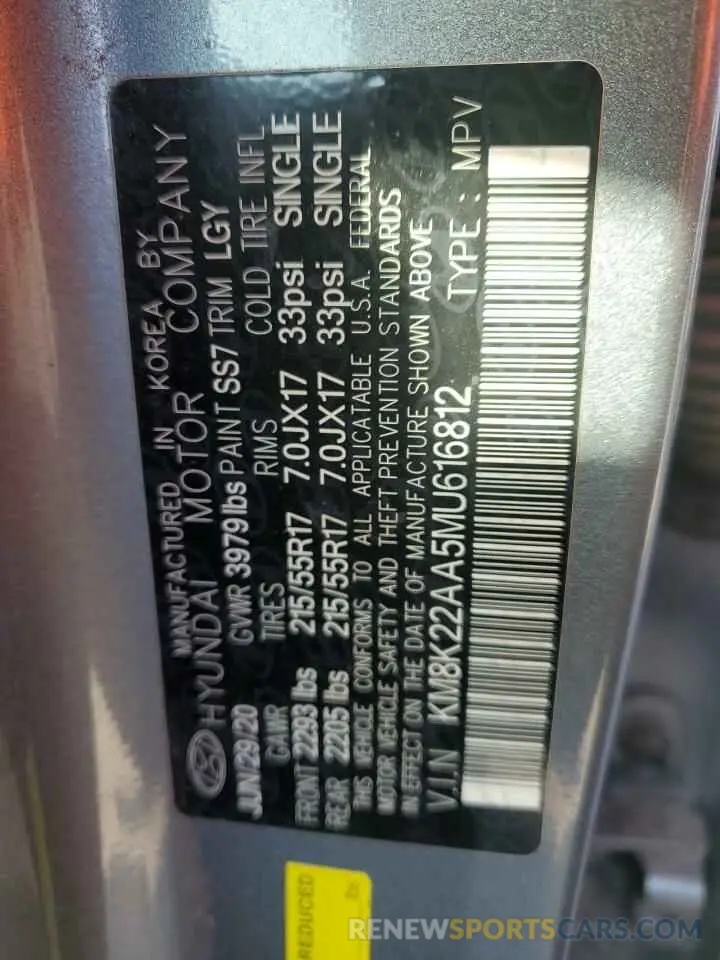 MANUFACTURED IN KOREA BY
HYUNDAI MOTOR COMPANY
JUN/29/20 GVWR 3979lbs PAINT SS7 TRIM LGY
GAWR TIRES RIMS COLD TIRE INFL
FRONT 2293 lbs 215/55R17 7.0JX17 33psi SINGLE
REAR 2205 lbs 215/55R17 7.0JX17 33psi SINGLE
THIS VEHICLE CONFORMS TO ALL APPLICABLE U.S.A. FEDERAL
MOTOR VEHICLE SAFETY AND THEFT PREVENTION STANDARDS
IN EFFECT ON THE DATE OF MANUFACTURE SHOWN ABOVE
V.I.N KM8K22AA5MU616812 TYPE : MPV
REDUCED
RENEWSPORTSCARS.COM